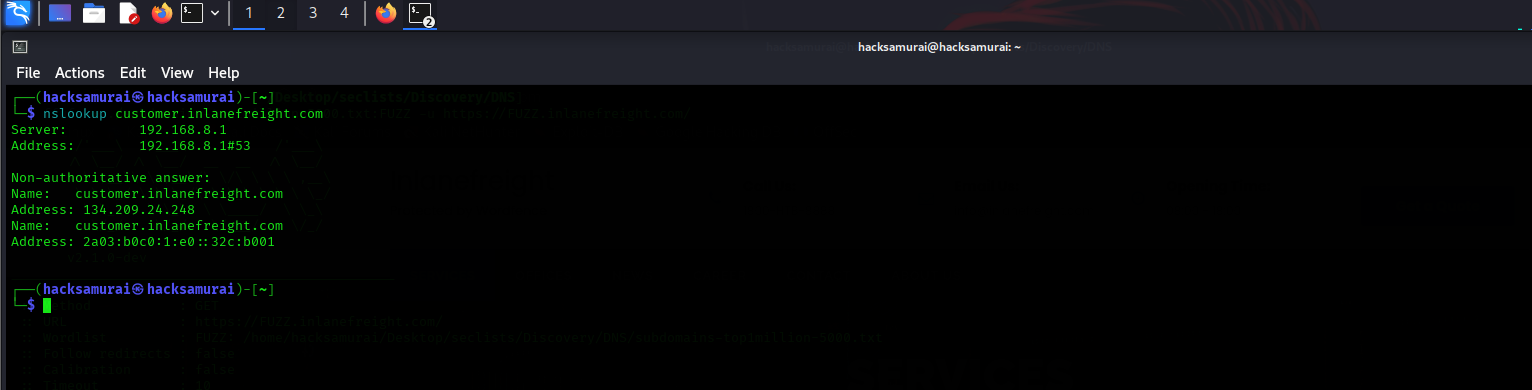 1 2 3 4
2
hacksamurai@hacksamurai: ~
File Actions Edit View Help
┌──(hacksamurai㉿hacksamurai)-[~]
└─$ nslookup customer.inlanefreight.com
Server:         192.168.8.1
Address:        192.168.8.1#53
Non-authoritative answer:
Name:   customer.inlanefreight.com
Address: 134.209.24.248
Name:   customer.inlanefreight.com
Address: 2a03:b0c0:1:e0::32c:b001
┌──(hacksamurai㉿hacksamurai)-[~]
└─$